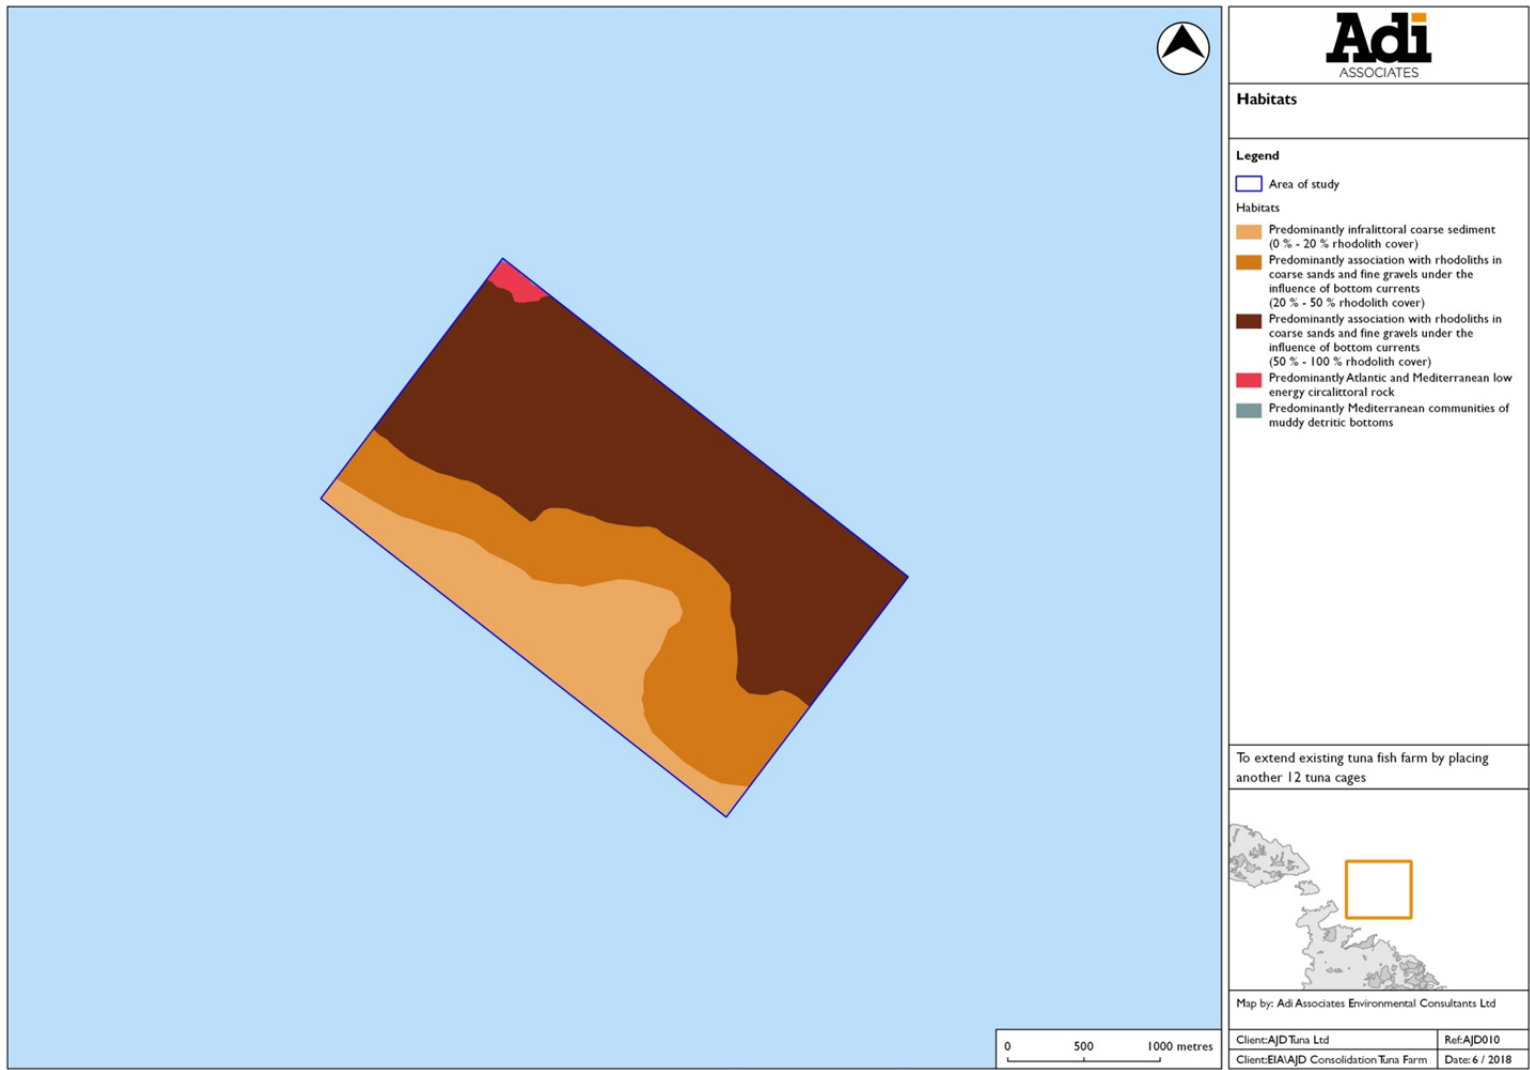 Adi
ASSOCIATES
Habitats
Legend
Area of study
Habitats
Predominantly infralittoral coarse sediment
(0 % - 20 % rhodolith cover)
Predominantly association with rhodoliths in
coarse sands and fine gravels under the
influence of bottom currents
(20 % - 50 % rhodolith cover)
Predominantly association with rhodoliths in
coarse sands and fine gravels under the
influence of bottom currents
(50 % - 100 % rhodolith cover)
Predominantly Atlantic and Mediterranean low
energy circalittoral rock
Predominantly Mediterranean communities of
muddy detritic bottoms
To extend existing tuna fish farm by placing
another 12 tuna cages
Map by: Adi Associates Environmental Consultants Ltd
Client:AJD Tuna Ltd Ref:AJD010
Client:EIA\AJD Consolidation Tuna Farm Date: 6 / 2018
0 500 1000 metres